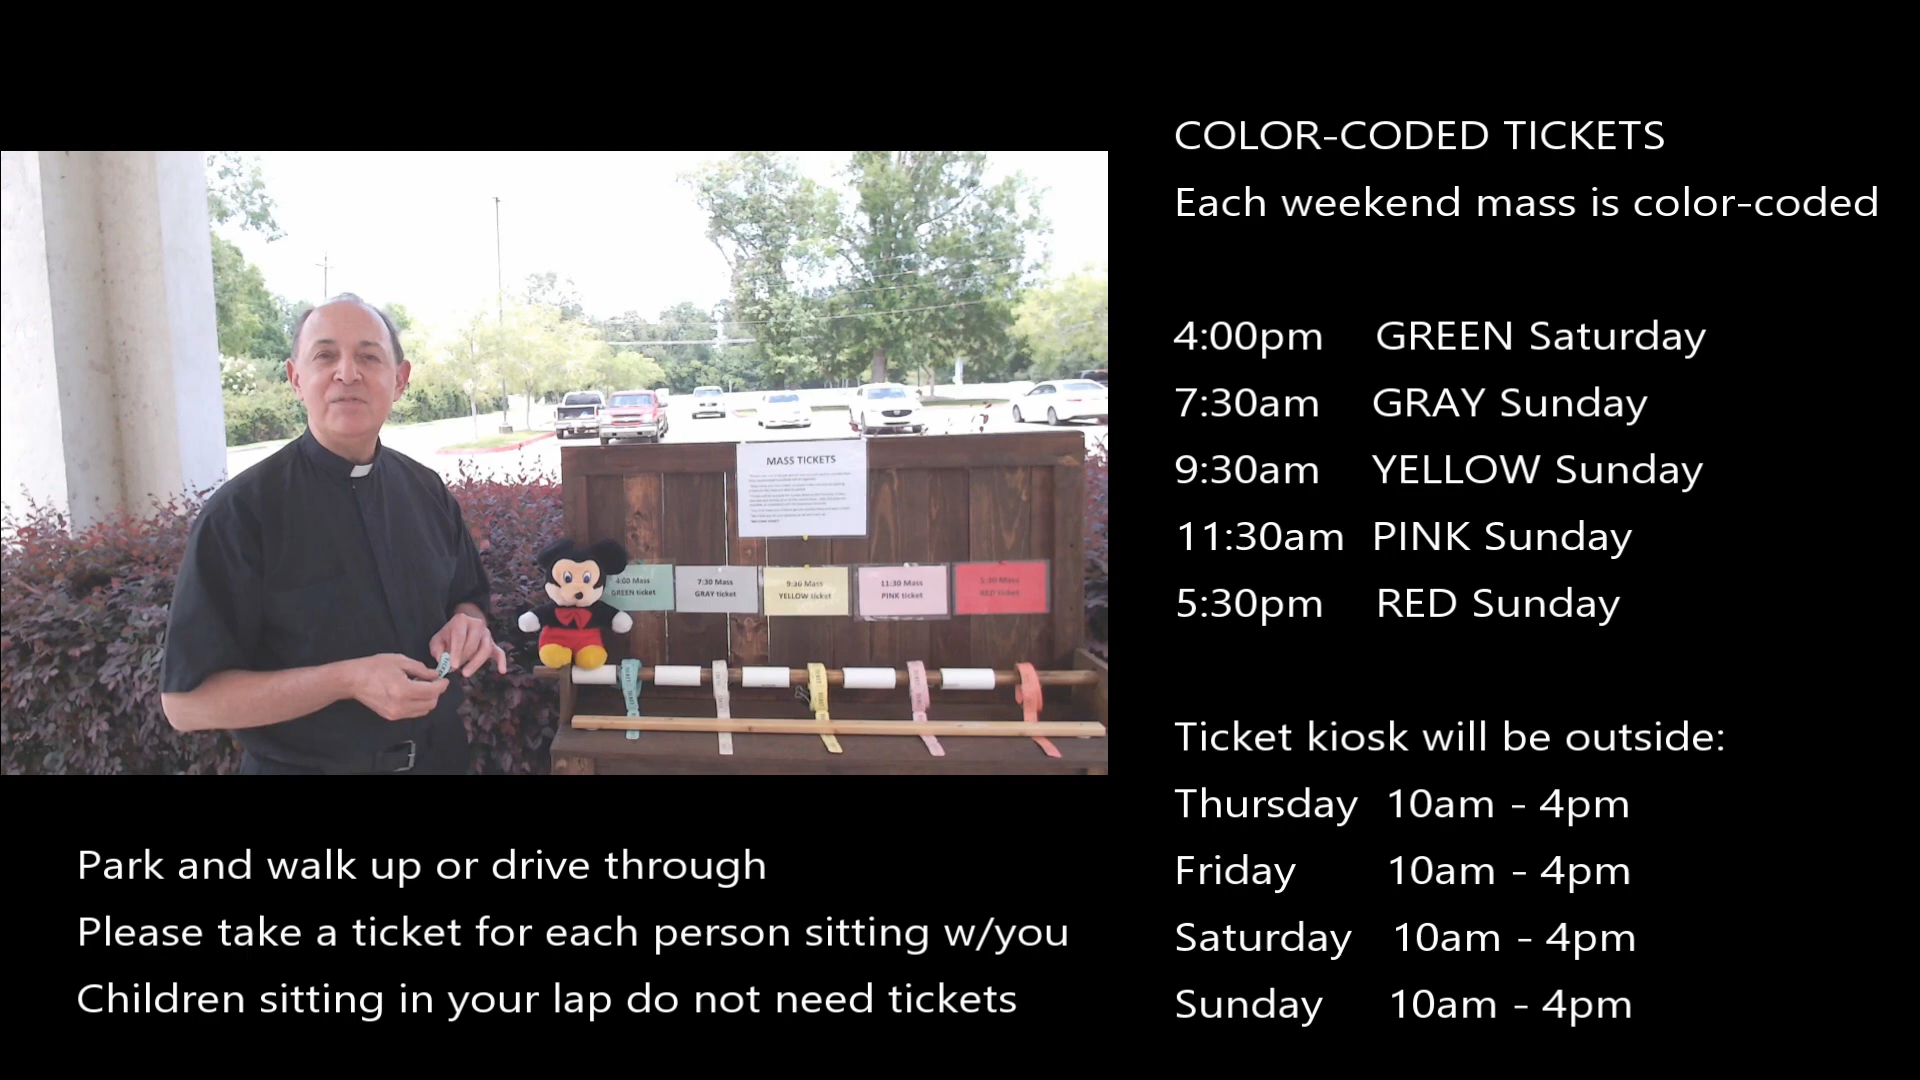 COLOR-CODED TICKETS
Each weekend mass is color-coded
4:00pm GREEN Saturday
7:30am GRAY Sunday
9:30am YELLOW Sunday
11:30am PINK Sunday
5:30pm RED Sunday
Ticket kiosk will be outside:
Thursday 10am - 4pm
Friday 10am - 4pm
Saturday 10am - 4pm
Sunday 10am - 4pm
MASS TICKETS
4:00 Mass
GREEN ticket
7:30 Mass
GRAY ticket
9:30 Mass
YELLOW ticket
11:30 Mass
PINK ticket
5:30 Mass
RED ticket
Park and walk up or drive through
Please take a ticket for each person sitting w/you
Children sitting in your lap do not need tickets